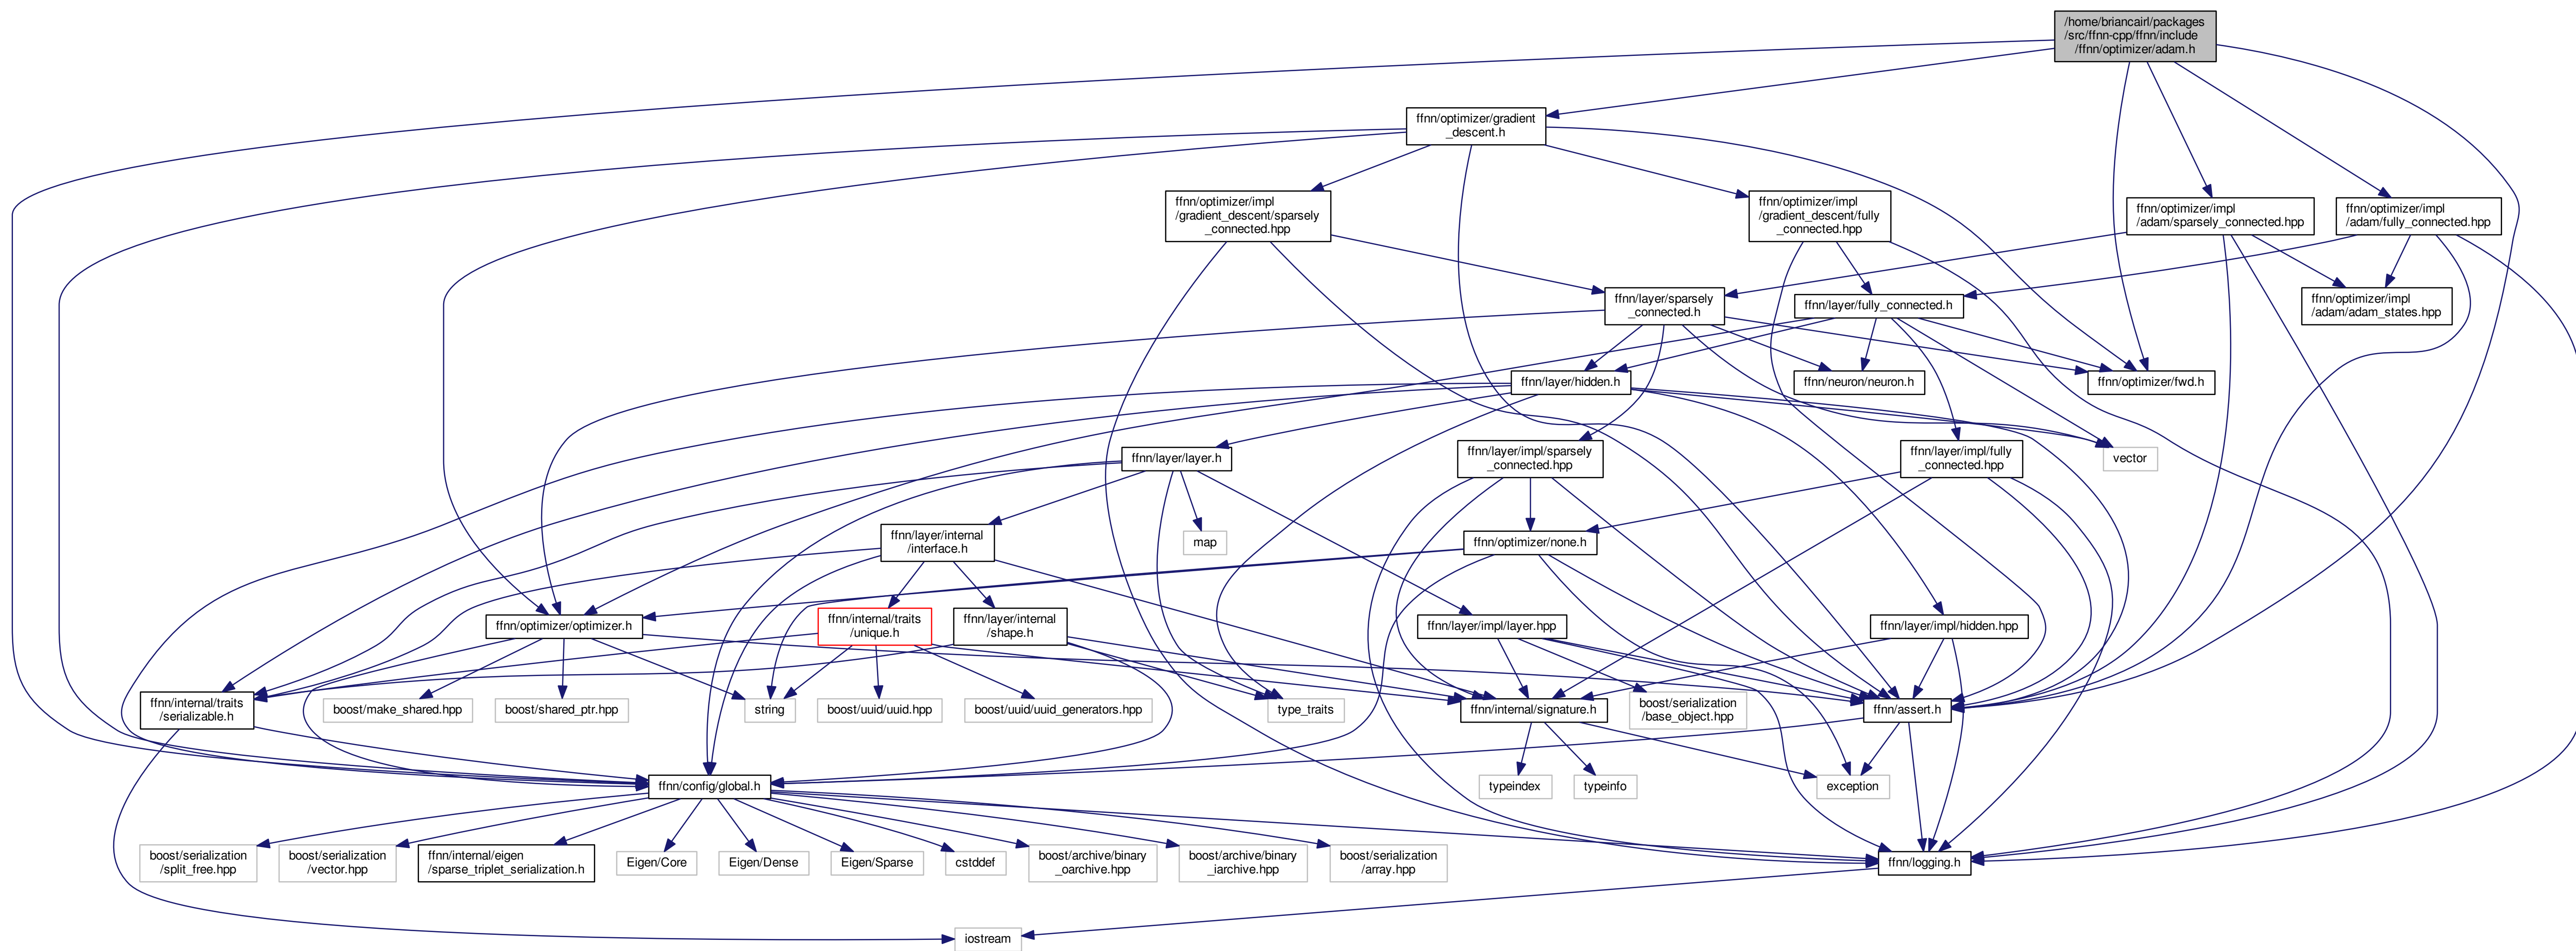 /home/briancairl/packages
/src/ffnn-cpp/ffnn/include
/ffnn/optimizer/adam.h
ffnn/optimizer/gradient
_descent.h
ffnn/optimizer/impl
/gradient_descent/sparsely
_connected.hpp
ffnn/optimizer/impl
/gradient_descent/fully
_connected.hpp
ffnn/optimizer/impl
/adam/sparsely_connected.hpp
ffnn/optimizer/impl
/adam/fully_connected.hpp
ffnn/layer/sparsely
_connected.h
ffnn/layer/fully_connected.h
ffnn/optimizer/impl
/adam/adam_states.hpp
ffnn/layer/hidden.h
ffnn/neuron/neuron.h
ffnn/optimizer/fwd.h
ffnn/layer/layer.h
ffnn/layer/impl/sparsely
_connected.hpp
ffnn/layer/impl/fully
_connected.hpp
vector
ffnn/layer/internal
/interface.h
map
ffnn/optimizer/none.h
ffnn/optimizer/optimizer.h
ffnn/internal/traits
/unique.h
ffnn/layer/internal
/shape.h
ffnn/layer/impl/layer.hpp
ffnn/layer/impl/hidden.hpp
ffnn/internal/traits
/serializable.h
boost/make_shared.hpp
boost/shared_ptr.hpp
string
boost/uuid/uuid.hpp
boost/uuid/uuid_generators.hpp
type_traits
ffnn/internal/signature.h
boost/serialization
/base_object.hpp
ffnn/assert.h
ffnn/config/global.h
typeindex
typeinfo
exception
boost/serialization
/split_free.hpp
boost/serialization
/vector.hpp
ffnn/internal/eigen
/sparse_triplet_serialization.h
Eigen/Core
Eigen/Dense
Eigen/Sparse
cstddef
boost/archive/binary
_oarchive.hpp
boost/archive/binary
_iarchive.hpp
boost/serialization
/array.hpp
ffnn/logging.h
iostream